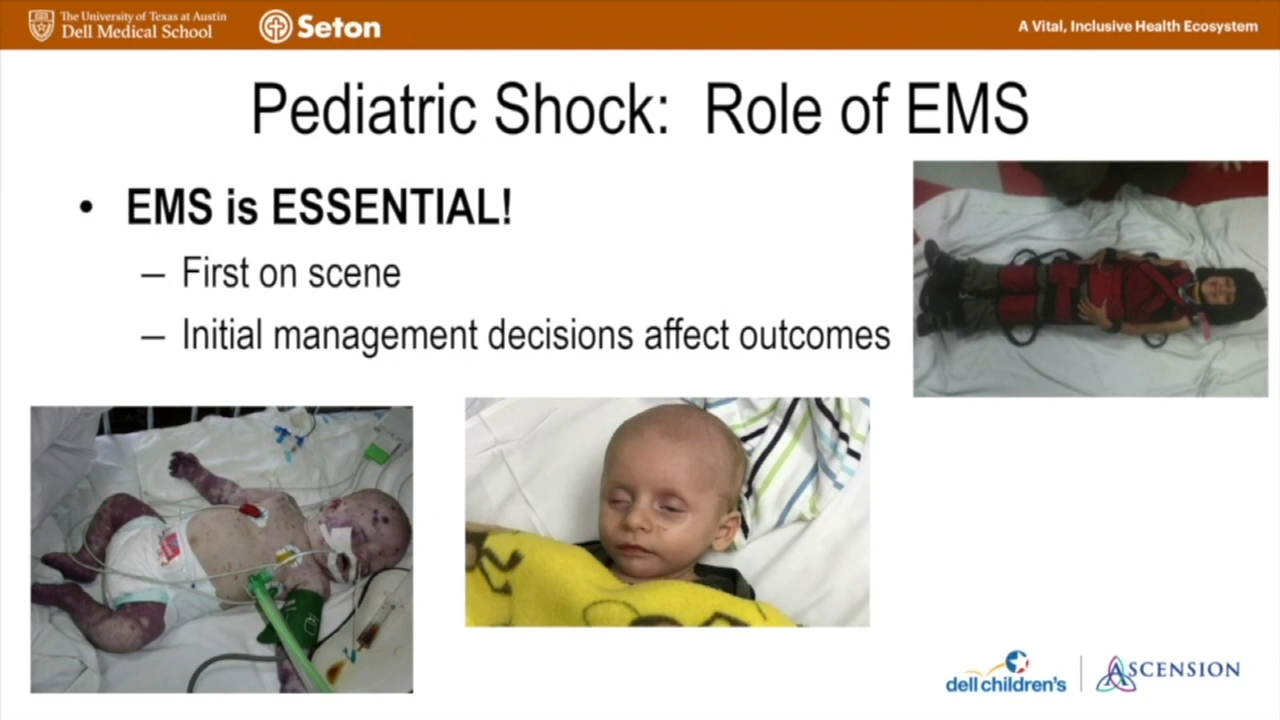 The University of Texas at Austin
Dell Medical School
Seton
A Vital, Inclusive Health Ecosystem
Pediatric Shock: Role of EMS
• EMS is ESSENTIAL!
– First on scene
– Initial management decisions affect outcomes
dell children's
ASCENSION